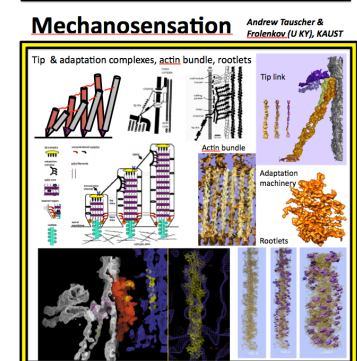 Mechanosensation
Andrew Tauscher &
Frolenkov (U KY), KAUST
Tip & adaptation complexes, actin bundle, rootlets
Tip link
Actin bundle
Adaptation
machinery
Rootlets